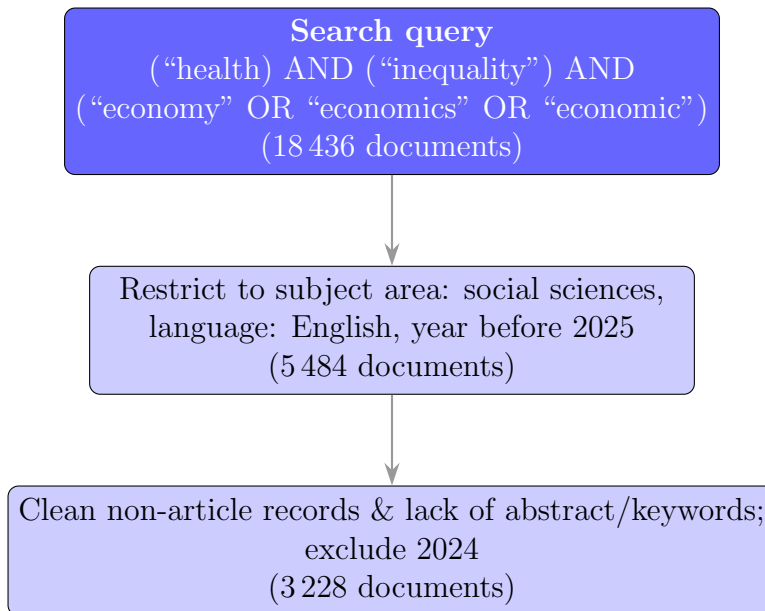 Search query
(“health) AND (“inequality”) AND
(“economy” OR “economics” OR “economic”)
(18 436 documents)
Restrict to subject area: social sciences,
language: English, year before 2025
(5 484 documents)
Clean non-article records & lack of abstract/keywords;
exclude 2024
(3 228 documents)